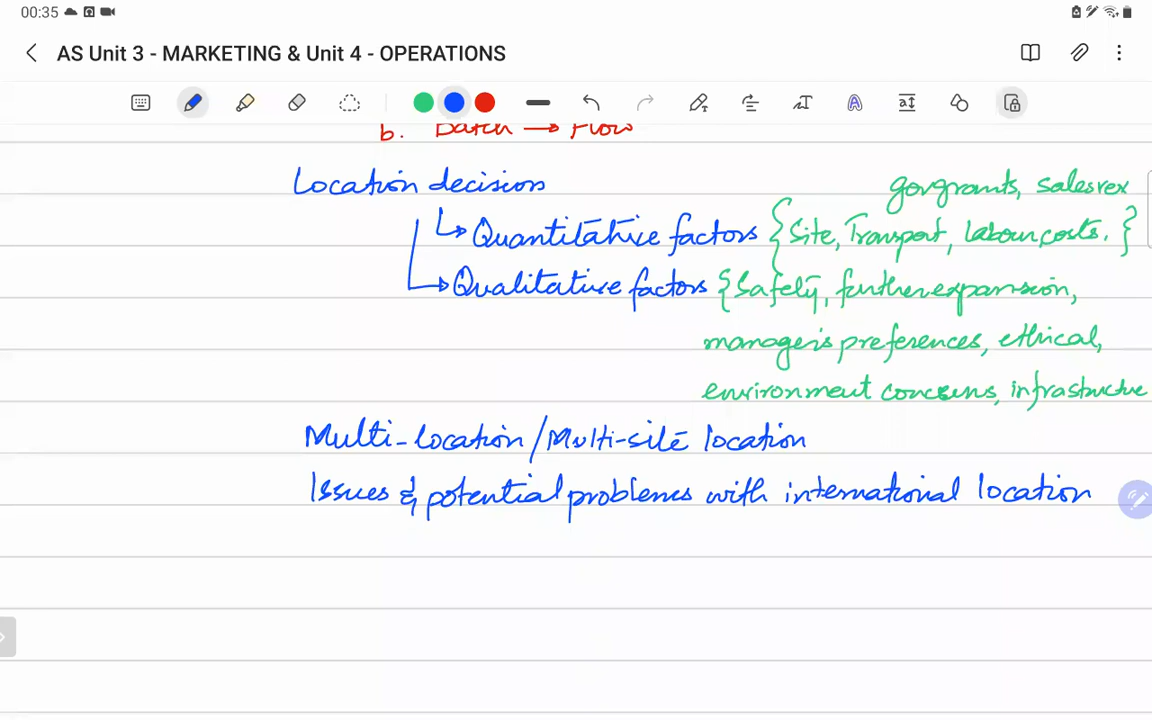 00:35
AS Unit 3 - MARKETING & Unit 4 - OPERATIONS
b. Batch → Flow
Location decision
gov grants, sales rex
↳ Quantitative factors { Site, Transport, labour costs. }
↳ Qualitative factors { Safety, further expansion,
manager's preferences, ethical,
environment concerns, infrastructure
Multi-location/Multi-site location
Issues & potential problems with international location